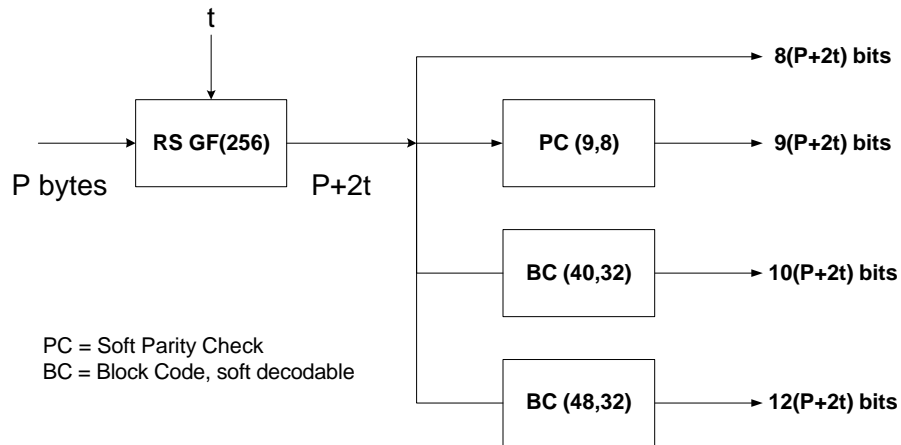 t
8(P+2t) bits
RS GF(256)
PC (9,8)
9(P+2t) bits
P bytes
P+2t
BC (40,32)
10(P+2t) bits
PC = Soft Parity Check
BC = Block Code, soft decodable
BC (48,32)
12(P+2t) bits